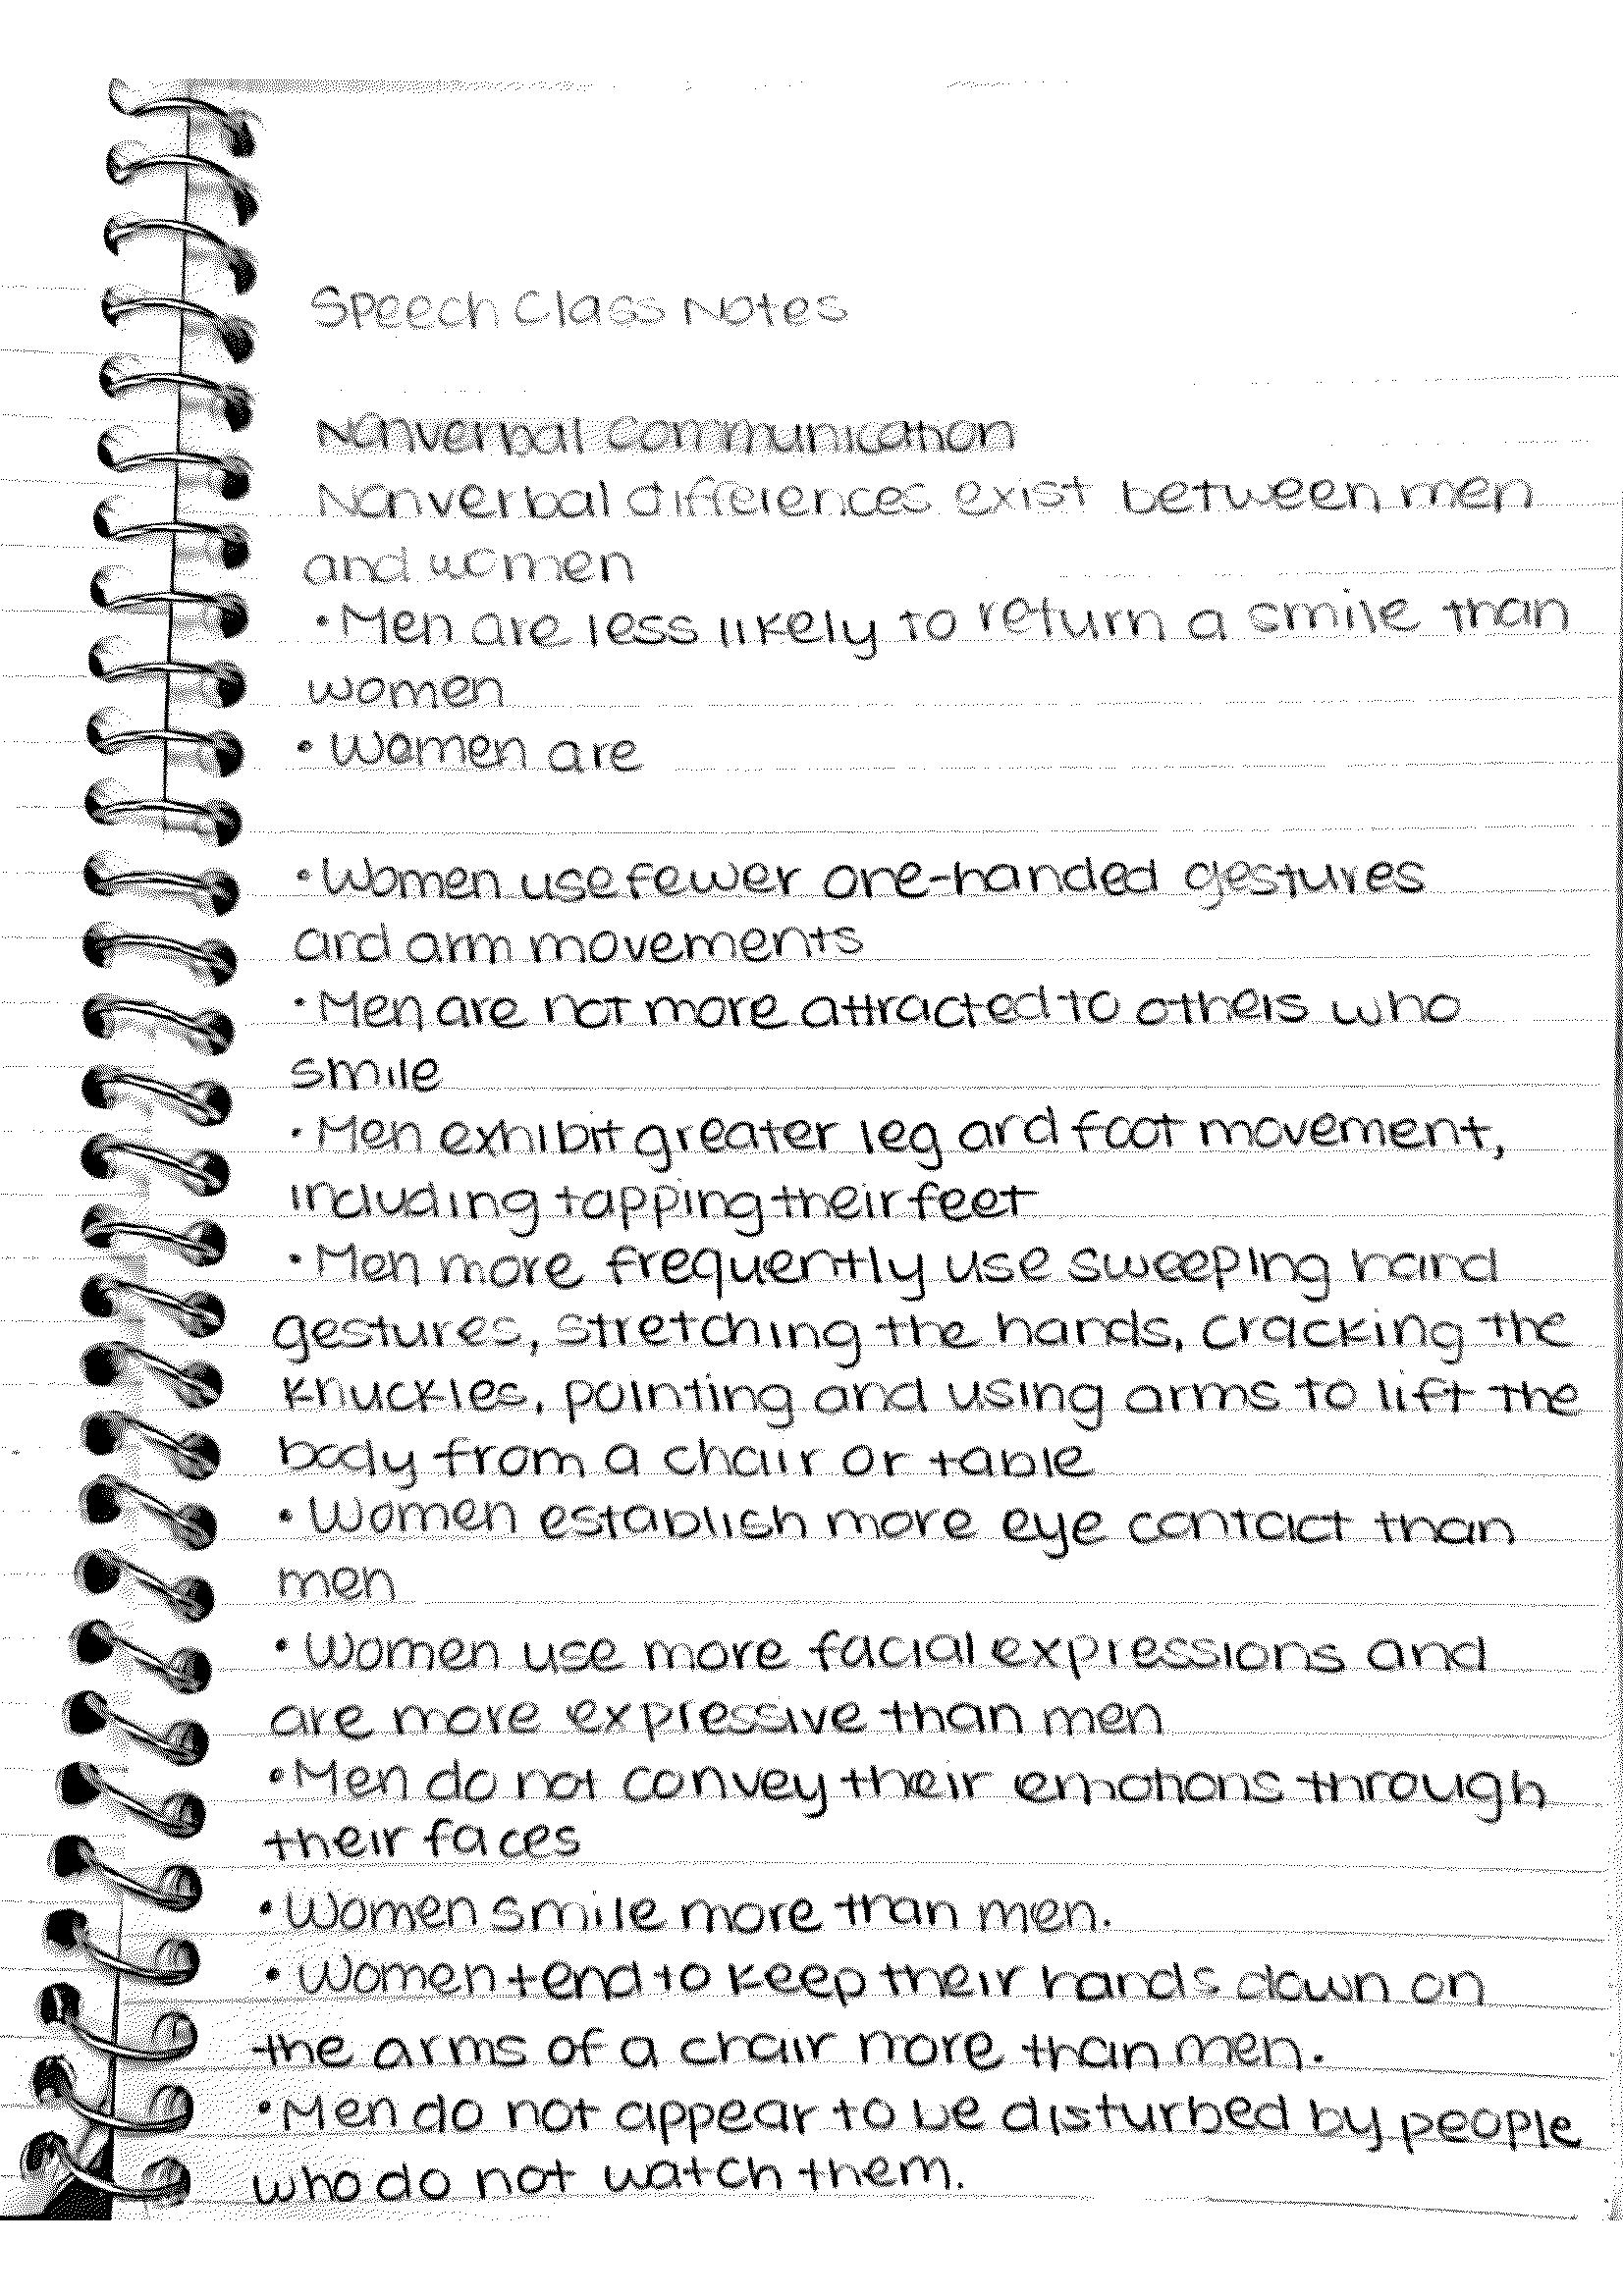 Speech Class Notes
Nonverbal communication
Nonverbal differences exist between men
and women
• Men are less likely to return a smile than
women
• Women are
• Women use fewer one-handed gestures
and arm movements
• Men are not more attracted to others who
smile
• Men exhibit greater leg and foot movement,
including tapping their feet
• Men more frequently use sweeping hand
gestures, stretching the hands, cracking the
knuckles, pointing and using arms to lift the
body from a chair or table
• Women establish more eye contact than
men
• Women use more facial expressions and
are more expressive than men
• Men do not convey their emotions through
their faces
• Women smile more than men.
• Women tend to keep their hands down on
the arms of a chair more than men.
• Men do not appear to be disturbed by people
who do not watch them.